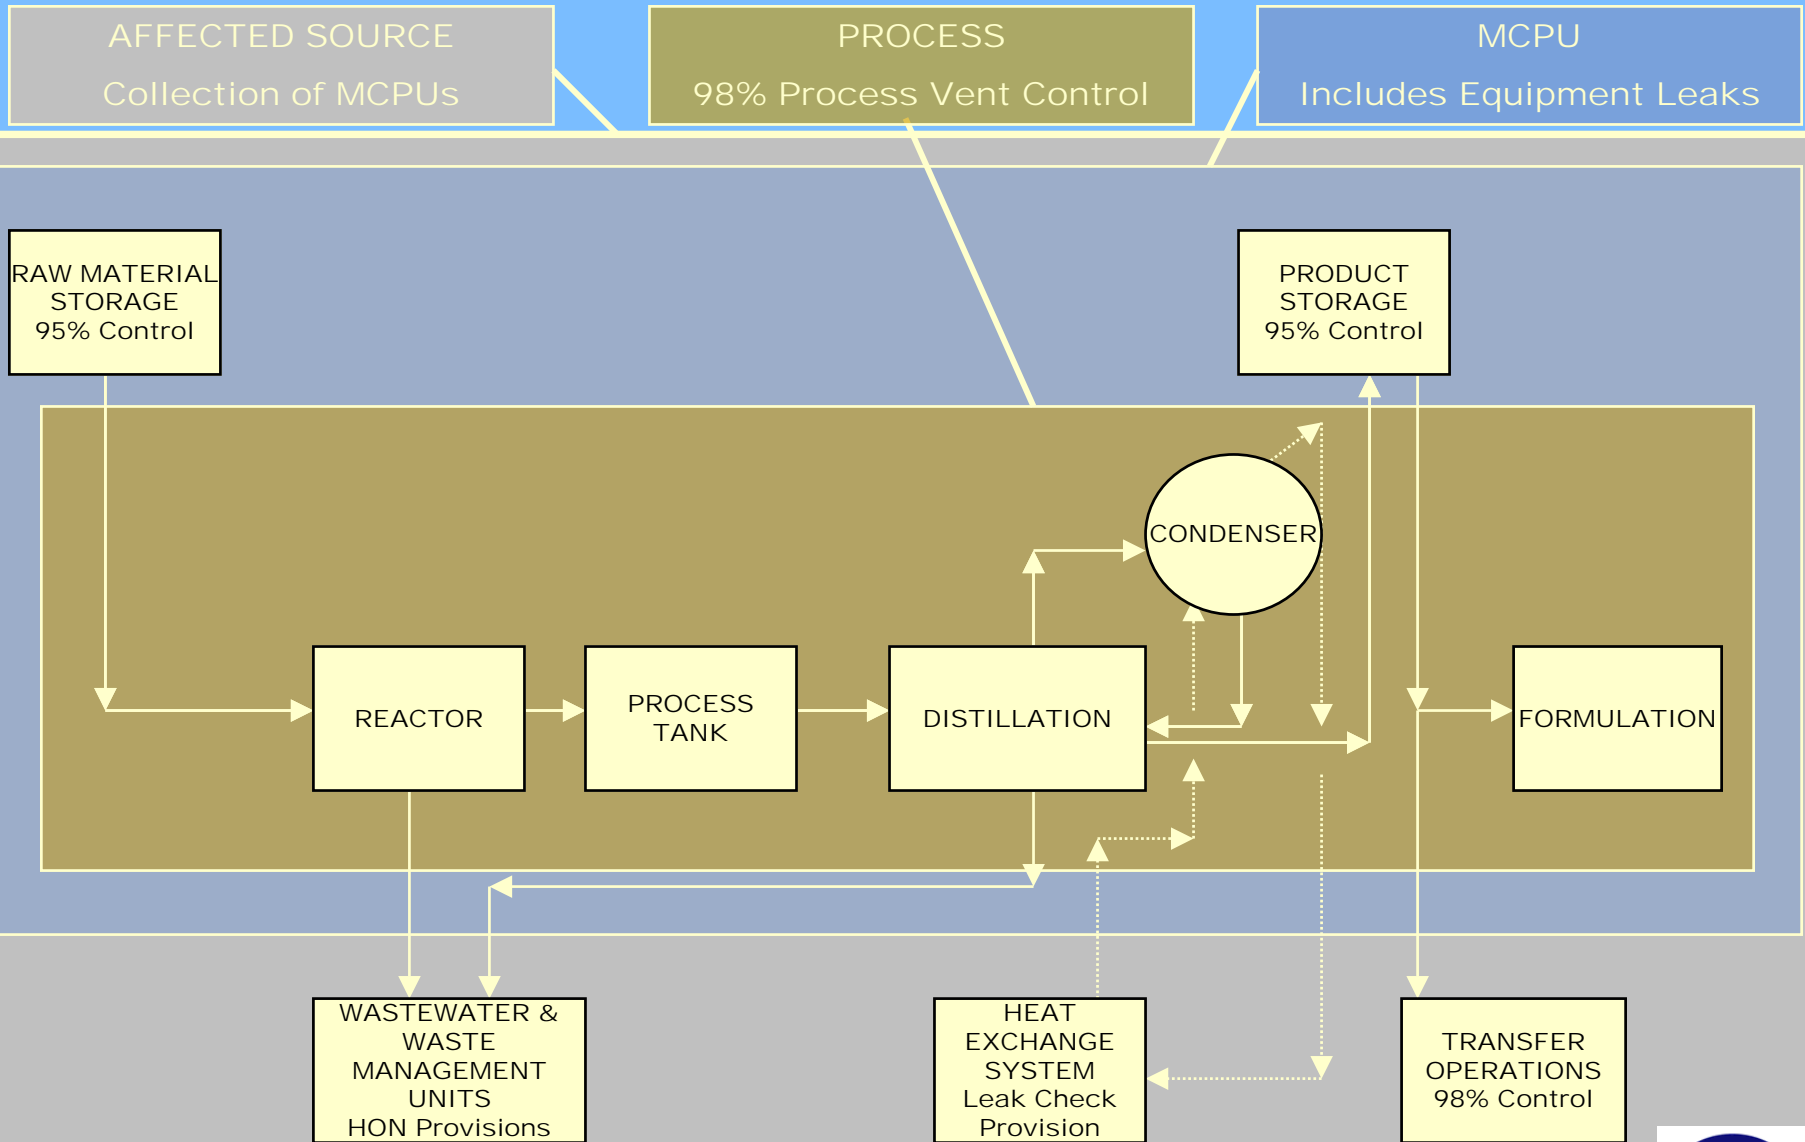 AFFECTED SOURCE
Collection of MCPUs
PROCESS
98% Process Vent Control
MCPU
Includes Equipment Leaks
RAW MATERIAL
STORAGE
95% Control
PRODUCT
STORAGE
95% Control
CONDENSER
REACTOR
PROCESS
TANK
DISTILLATION
FORMULATION
WASTEWATER &
WASTE
MANAGEMENT
UNITS
HON Provisions
HEAT
EXCHANGE
SYSTEM
Leak Check
Provision
TRANSFER
OPERATIONS
98% Control